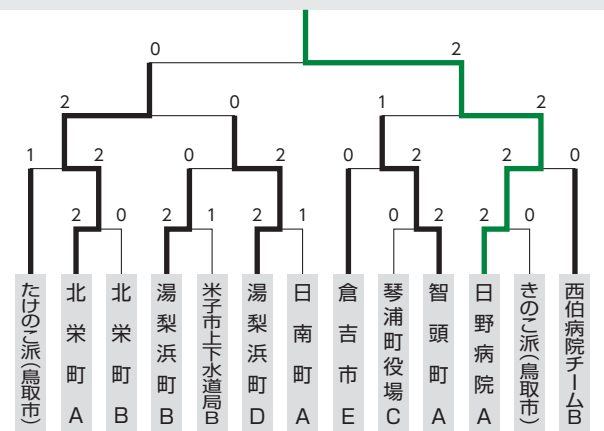 0 2
2 0 1 2
1 2 0 2 0 2 2 0
2 0 2 1 2 1 0 2 2 0
たけのこ派(鳥取市)
北栄町A
北栄町B
湯梨浜町B
米子市上下水道局B
湯梨浜町D
日南町A
倉吉市E
琴浦町役場C
智頭町A
日野病院A
きのこ派(鳥取市)
西伯病院チームB